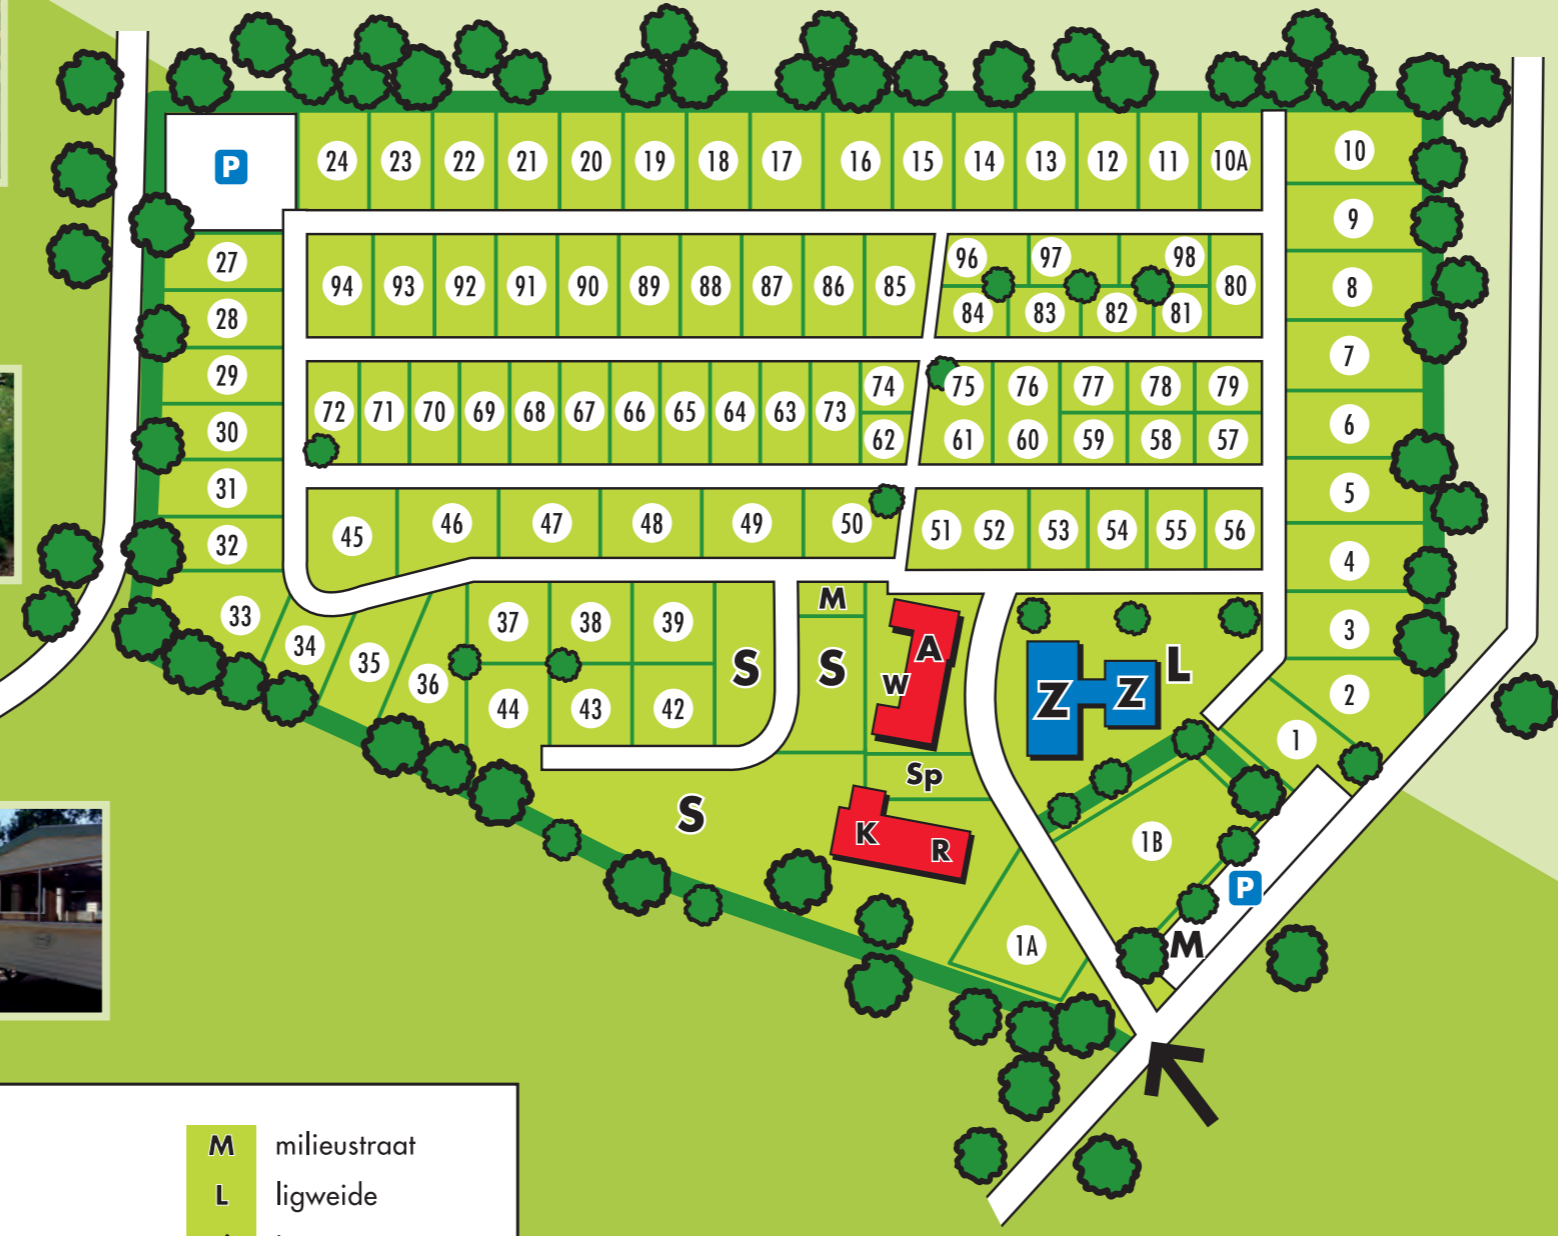 P 24 23 22 21 20 19 18 17 16 15 14 13 12 11 10A 10
9
27 94 93 92 91 90 89 88 87 86 85 96 97 98 80 8
28 84 83 82 81
29 7
72 71 70 69 68 67 66 65 64 63 73 74 75 76 77 78 79
30 62 61 60 59 58 57 6
31 5
32 45 46 47 48 49 50 51 52 53 54 55 56 4
33 37 38 39 M 3
34 35 36 S S A W L
44 43 42 Z Z 2
1
S Sp
K R 1B
P
1A M
M milieustraat
L ligweide